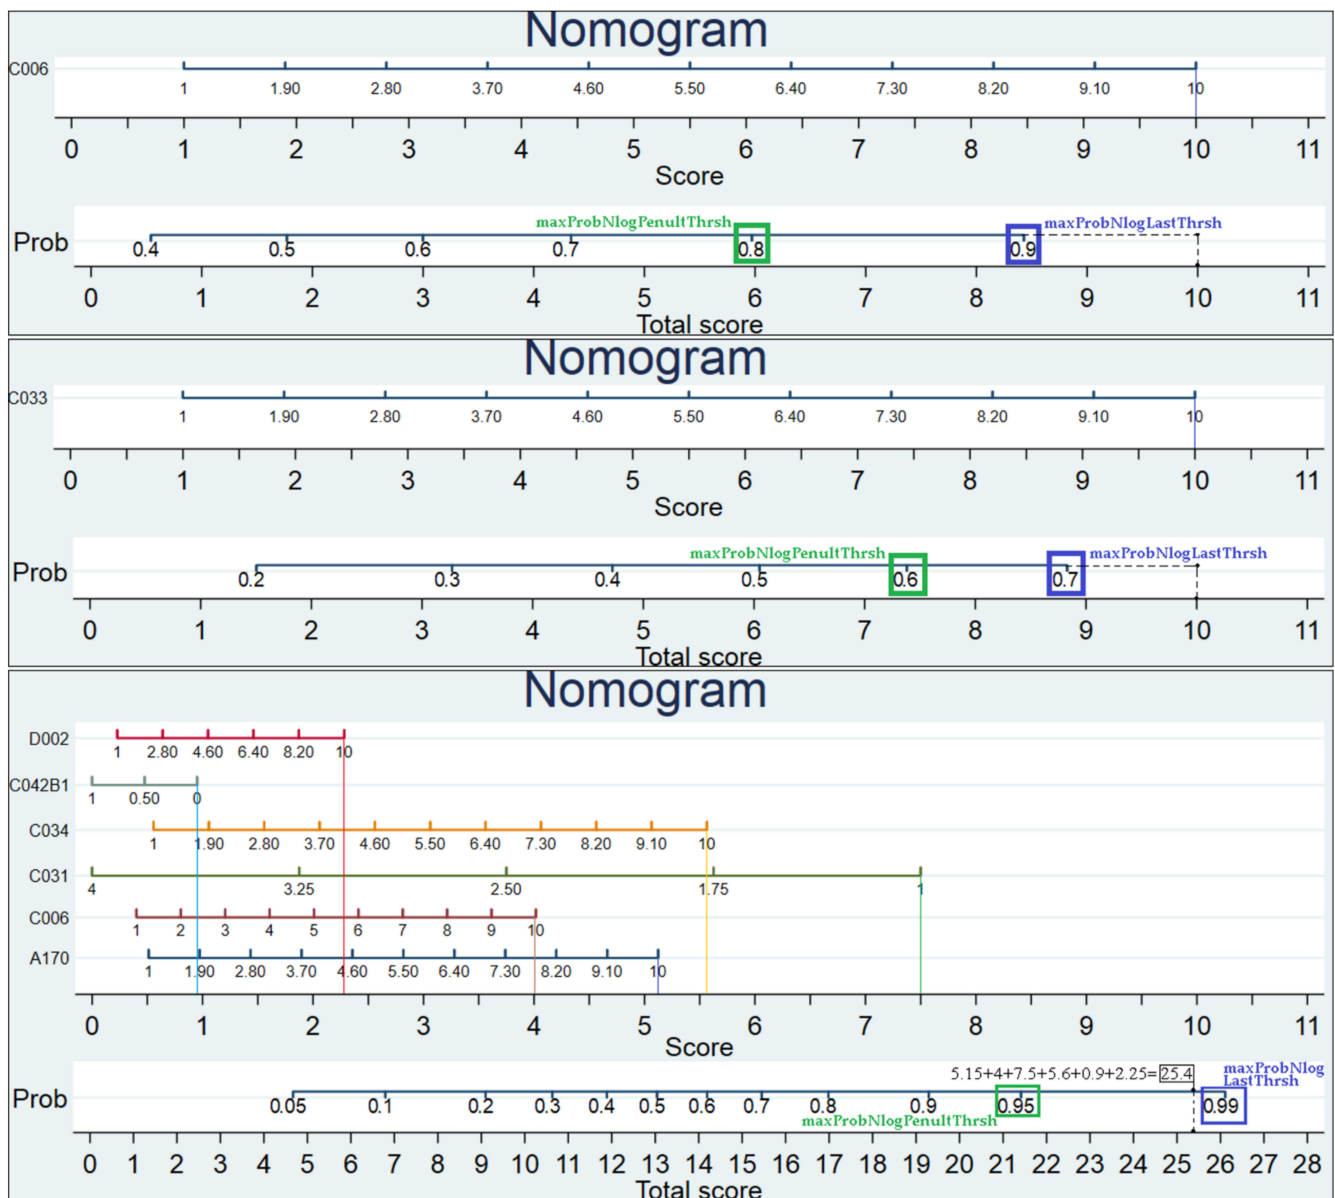 Nomogram
C006
1 1.90 2.80 3.70 4.60 5.50 6.40 7.30 8.20 9.10 10
0 1 2 3 4 5 6 7 8 9 10 11
Score
maxProbNlogPenultThrsh maxProbNlogLastThrsh
Prob
0.4 0.5 0.6 0.7 0.8 0.9
0 1 2 3 4 5 6 7 8 9 10 11
Total score
Nomogram
C033
1 1.90 2.80 3.70 4.60 5.50 6.40 7.30 8.20 9.10 10
0 1 2 3 4 5 6 7 8 9 10 11
Score
maxProbNlogPenultThrsh maxProbNlogLastThrsh
Prob
0.2 0.3 0.4 0.5 0.6 0.7
0 1 2 3 4 5 6 7 8 9 10 11
Total score
Nomogram
D002
1 2.80 4.60 6.40 8.20 10
C042B1
1 0.50 0
C034
1 1.90 2.80 3.70 4.60 5.50 6.40 7.30 8.20 9.10 10
C031
4 3.25 2.50 1.75 1
C006
1 2 3 4 5 6 7 8 9 10
A170
1 1.90 2.80 3.70 4.60 5.50 6.40 7.30 8.20 9.10 10
0 1 2 3 4 5 6 7 8 9 10 11
Score
5.15+4+7.5+5.6+0.9+2.25=25.4
maxProbNlog
LastThrsh
Prob
0.05 0.1 0.2 0.3 0.4 0.5 0.6 0.7 0.8 0.9 0.95 0.99
maxProbNlogPenultThrsh
0 1 2 3 4 5 6 7 8 9 10 11 12 13 14 15 16 17 18 19 20 21 22 23 24 25 26 27 28
Total score